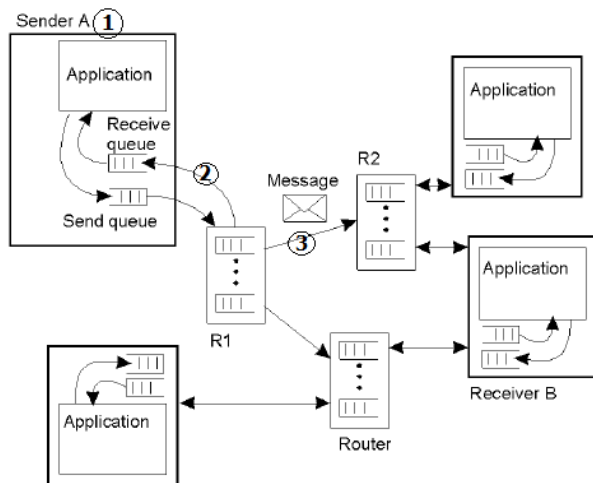 Sender A 1
Application
Receive
queue
2
Send queue
R1
Message
3
R2
Application
Application
Receiver B
Router
Application